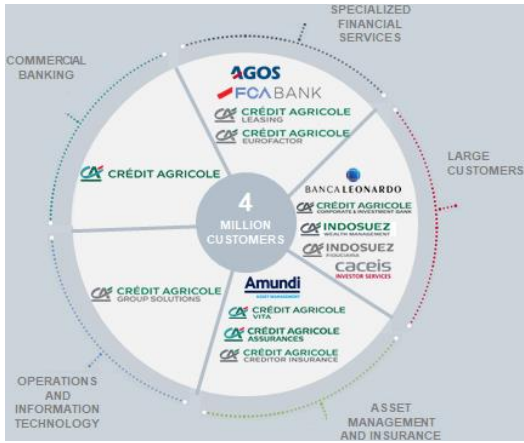 SPECIALIZED
FINANCIAL
SERVICES
COMMERCIAL
BANKING
AGOS
FCA BANK
CRÉDIT AGRICOLE
LEASING
CRÉDIT AGRICOLE
EUROFACTOR
CRÉDIT AGRICOLE
LARGE
CUSTOMERS
BANCA LEONARDO
CRÉDIT AGRICOLE
CORPORATE & INVESTMENT BANK
INDOSUEZ
WEALTH MANAGEMENT
INDOSUEZ
FIDUCIARIA
caceis
INVESTOR SERVICES
4
MILLION
CUSTOMERS
CRÉDIT AGRICOLE
GROUP SOLUTIONS
Amundi
ASSET MANAGEMENT
CRÉDIT AGRICOLE
VITA
CRÉDIT AGRICOLE
ASSURANCES
CRÉDIT AGRICOLE
CREDITOR INSURANCE
OPERATIONS
AND
INFORMATION
TECHNOLOGY
ASSET
MANAGEMENT
AND INSURANCE